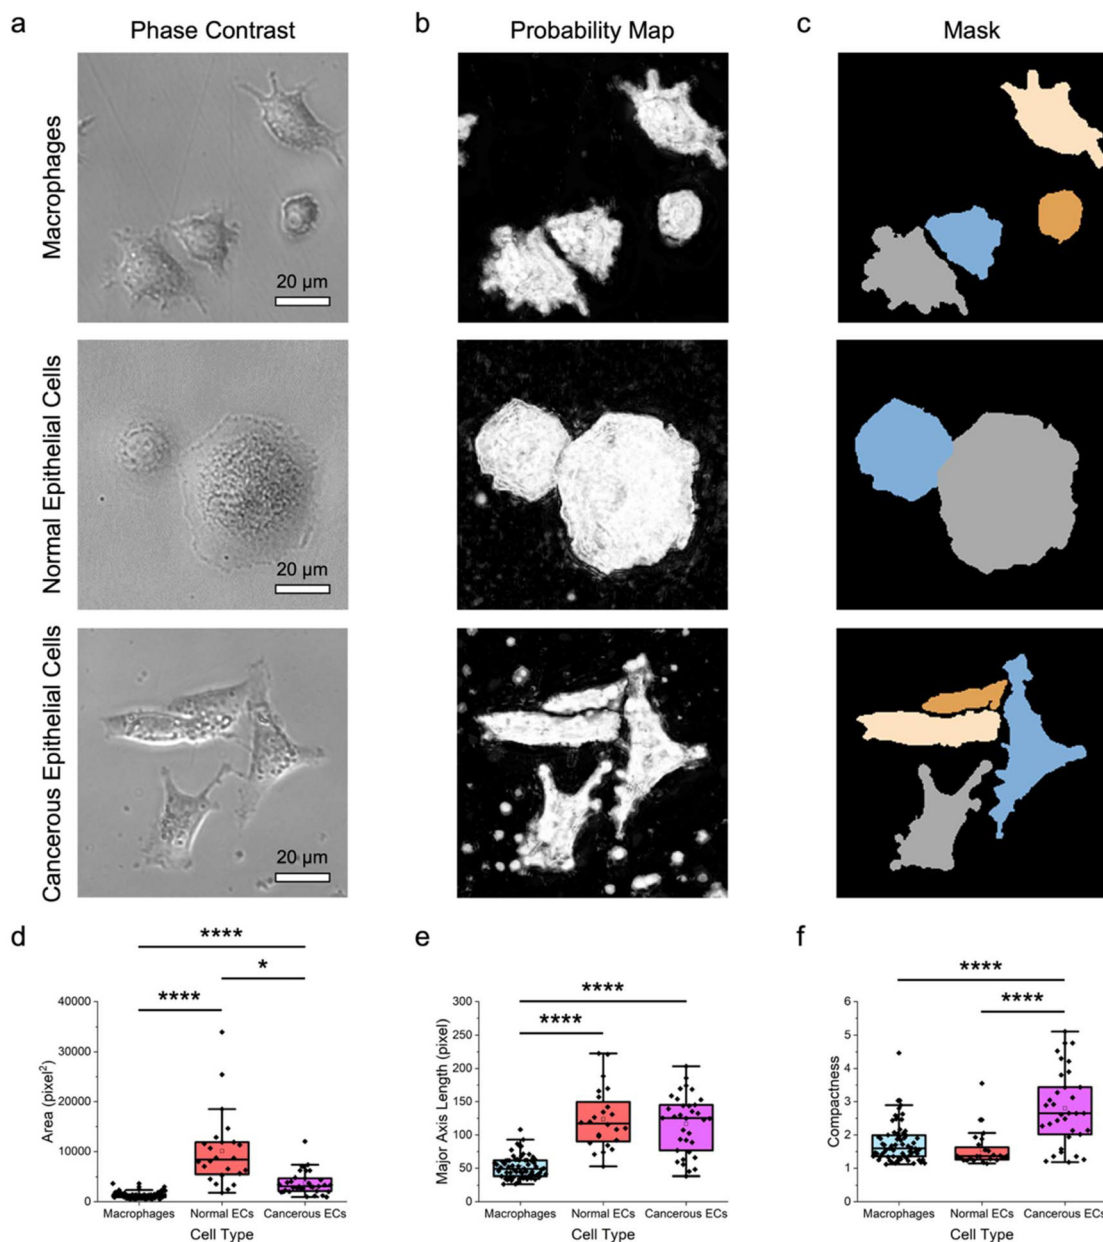 a
Phase Contrast
b
Probability Map
c
Mask
Macrophages
20 μm
Normal Epithelial Cells
20 μm
Cancerous Epithelial Cells
20 μm
d
****
*
****
40000
30000
20000
10000
0
Area (pixel²)
Macrophages Normal ECs Cancerous ECs
Cell Type
e
****
****
300
250
200
150
100
50
0
Major Axis Length (pixel)
Macrophages Normal ECs Cancerous ECs
Cell Type
f
****
****
6
5
4
3
2
1
0
Compactness
Macrophages Normal ECs Cancerous ECs
Cell Type